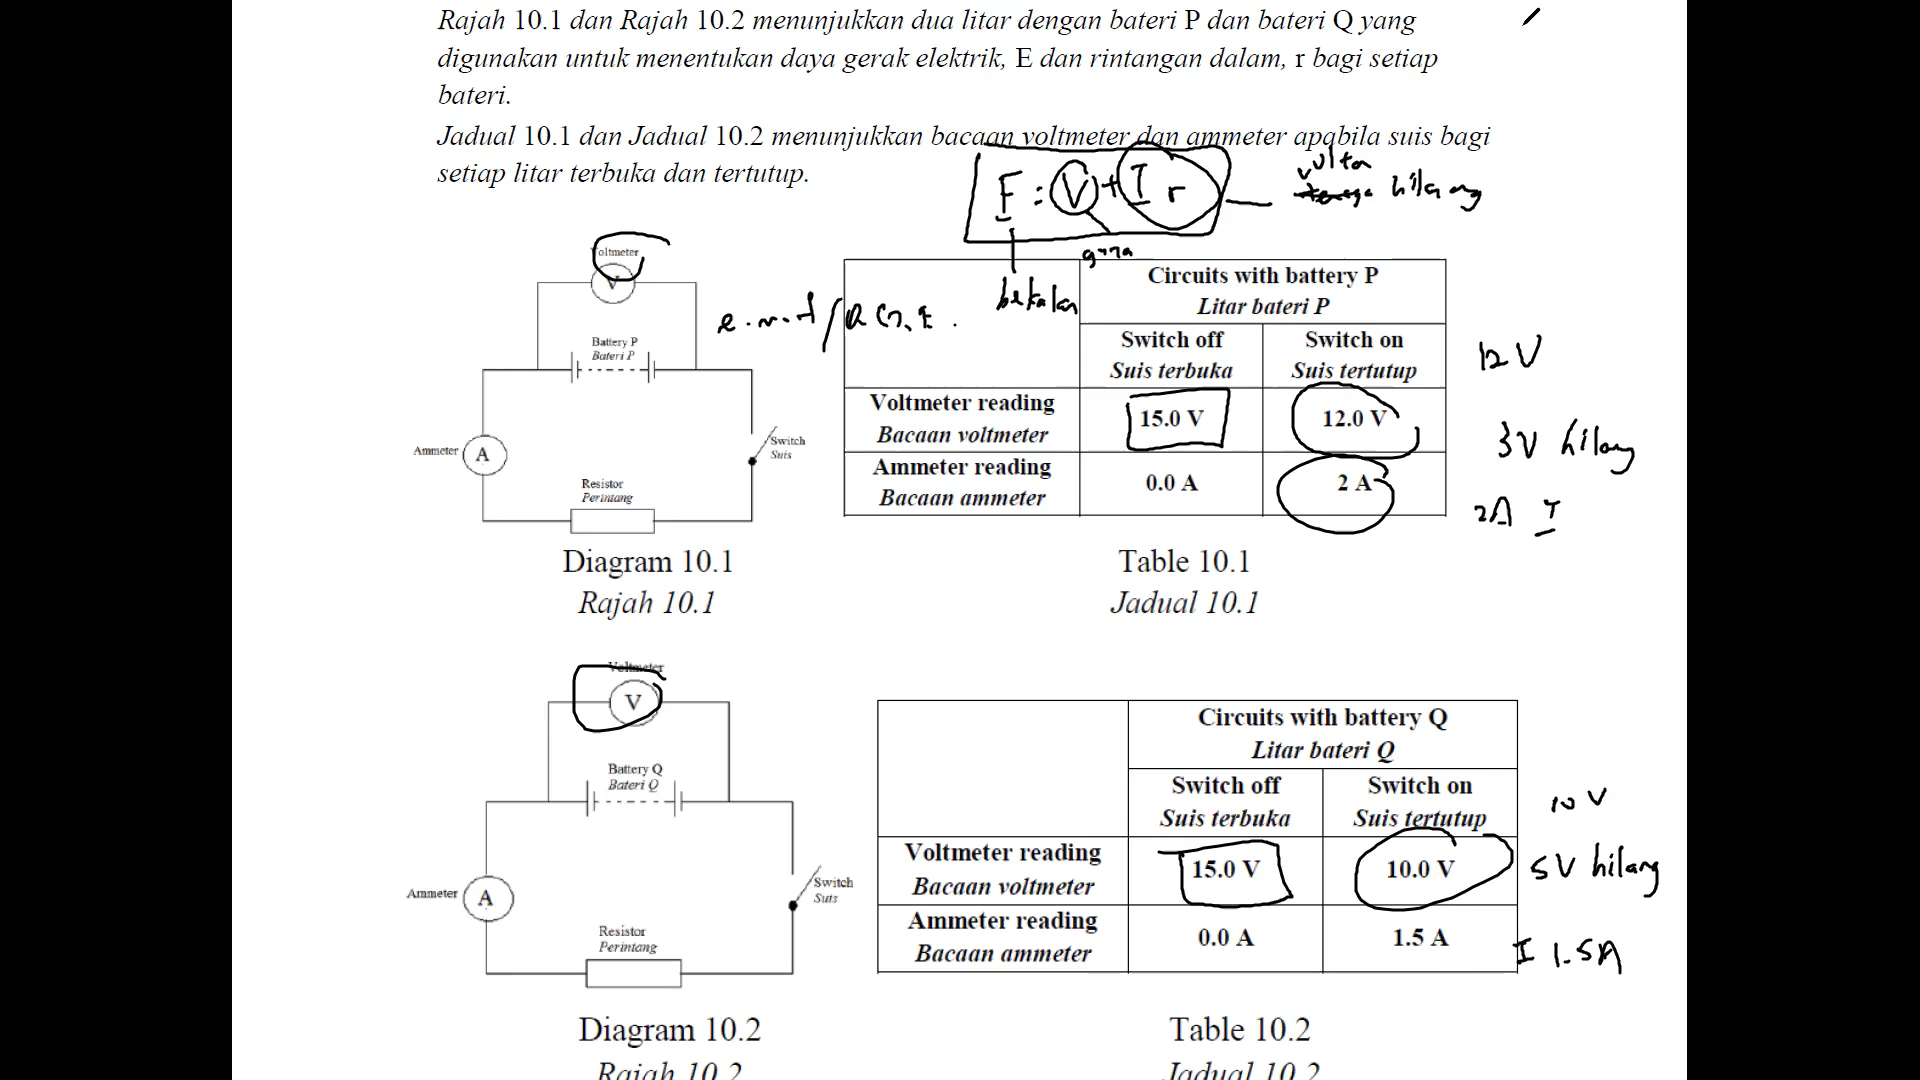 Rajah 10.1 dan Rajah 10.2 menunjukkan dua litar dengan bateri P dan bateri Q yang
digunakan untuk menentukan daya gerak elektrik, E dan rintangan dalam, r bagi setiap
bateri.
Jadual 10.1 dan Jadual 10.2 menunjukkan bacaan voltmeter dan ammeter apabila suis bagi
setiap litar terbuka dan tertutup.
E = V + I r
hilang
guna
bekalan
e.m.f /
Voltmeter
V
Battery P
Bateri P
Ammeter
A
Switch
Suis
Resistor
Perintang
Diagram 10.1
Rajah 10.1
Circuits with battery P
Litar bateri P
Switch off
Suis terbuka
Switch on
Suis tertutup
Voltmeter reading
Bacaan voltmeter
15.0 V
12.0 V
Ammeter reading
Bacaan ammeter
0.0 A
2 A
12 V
3V hilang
2A I
Table 10.1
Jadual 10.1
Voltmeter
V
Battery Q
Bateri Q
Ammeter
A
Switch
Suis
Resistor
Perintang
Diagram 10.2
Rajah 10.2
Circuits with battery Q
Litar bateri Q
Switch off
Suis terbuka
Switch on
Suis tertutup
Voltmeter reading
Bacaan voltmeter
15.0 V
10.0 V
Ammeter reading
Bacaan ammeter
0.0 A
1.5 A
10 V
5V hilang
I 1.5A
Table 10.2
Jadual 10.2